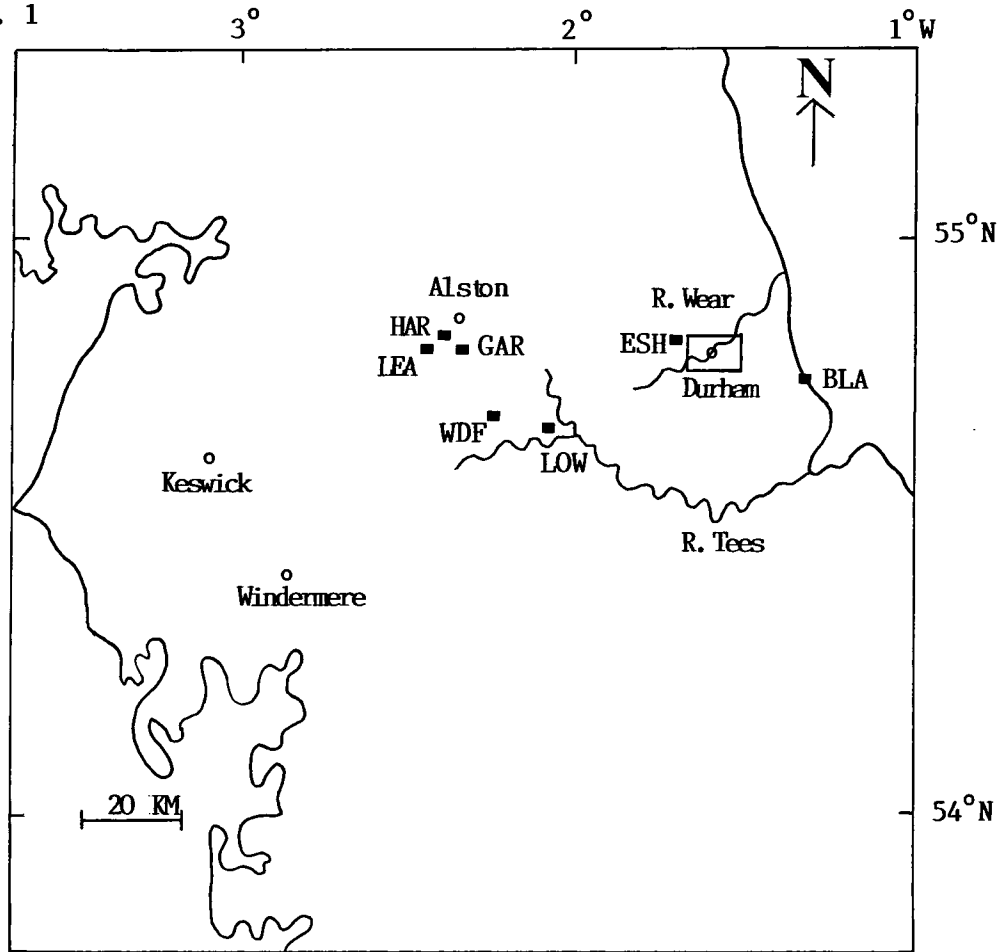 . 1
3° 2° 1°W
N
55°N
Alston
R. Wear
HAR
ESH
GAR
LEA
BLA
Durham
WDF
LOW
Keswick
R. Tees
Windermere
20 KM
54°N